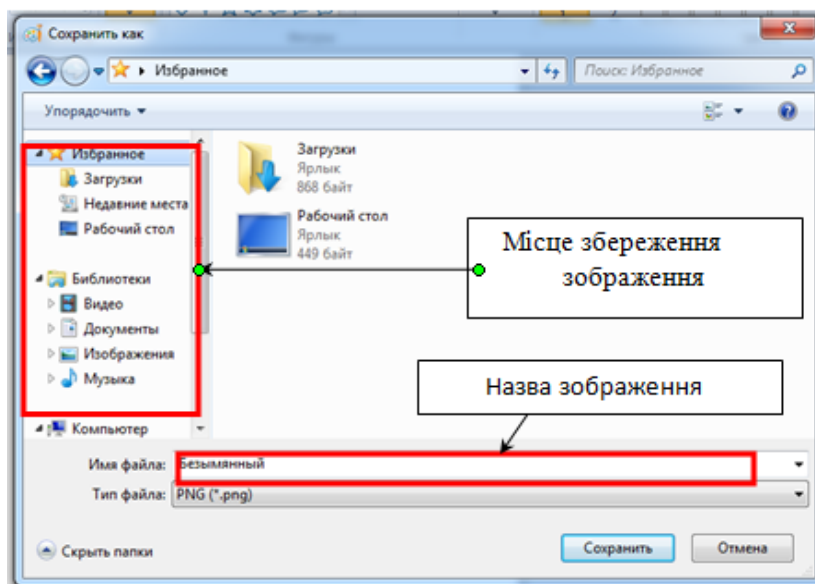 Сохранить как
Избранное
Поиск: Избранное
Упорядочить
Избранное
Загрузки
Недавние места
Рабочий стол
Библиотеки
Видео
Документы
Изображения
Музыка
Компьютер
Загрузки
Ярлык
868 байт
Рабочий стол
Ярлык
449 байт
Місце збереження
зображення
Назва зображення
Имя файла: Безымянный
Тип файла: PNG (*.png)
Скрыть папки
Сохранить
Отмена